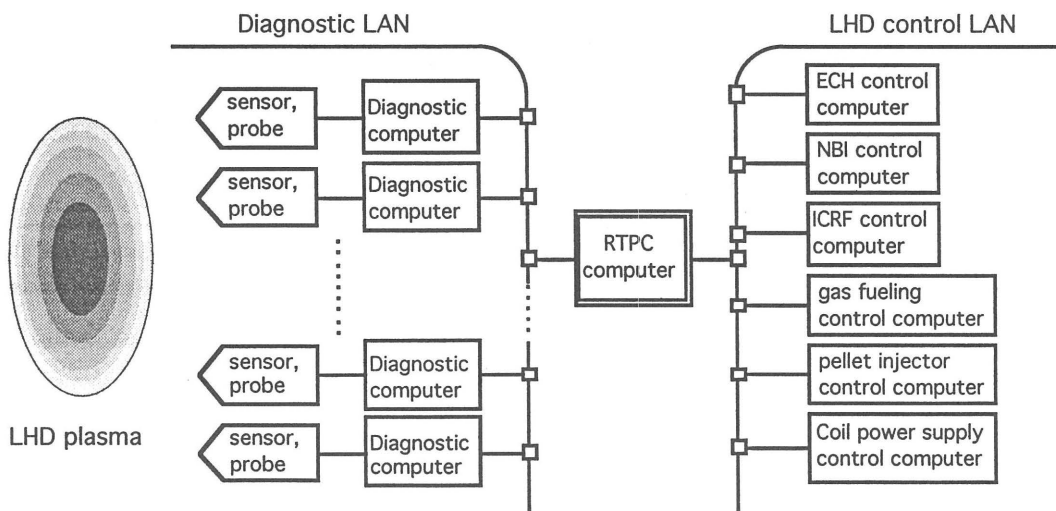 Diagnostic LAN
LHD control LAN
sensor,
probe
Diagnostic
computer
sensor,
probe
Diagnostic
computer
sensor,
probe
Diagnostic
computer
sensor,
probe
Diagnostic
computer
LHD plasma
RTPC
computer
ECH control
computer
NBI control
computer
ICRF control
computer
gas fueling
control computer
pellet injector
control computer
Coil power supply
control computer